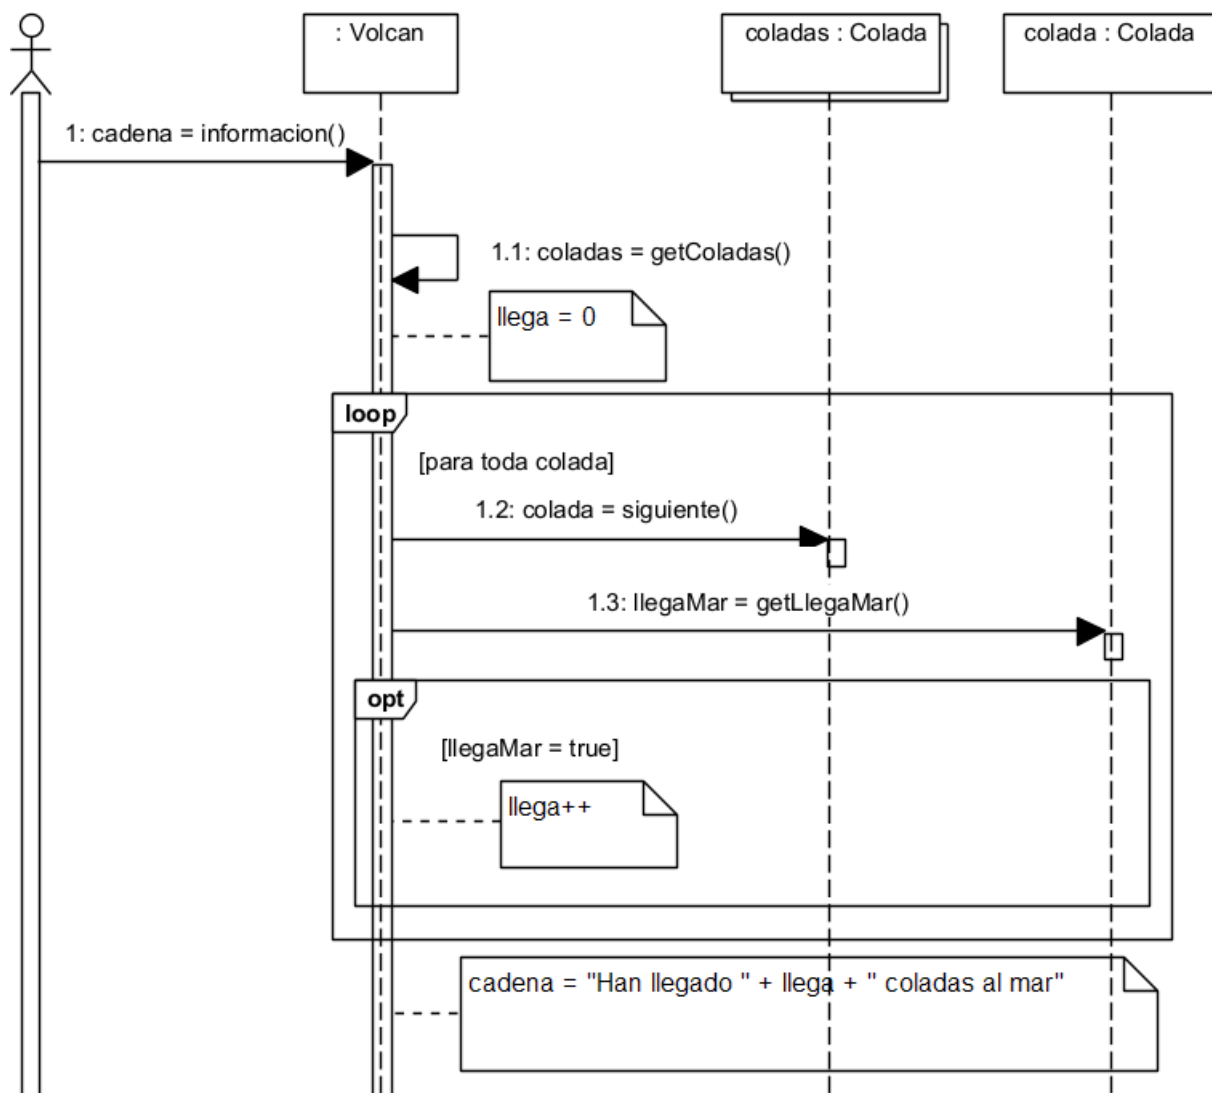 : Volcan
coladas : Colada
colada : Colada
1: cadena = informacion()
1.1: coladas = getColadas()
llega = 0
loop
[para toda colada]
1.2: colada = siguiente()
1.3: llegaMar = getLlegaMar()
opt
[llegaMar = true]
llega++
cadena = "Han llegado " + llega + " coladas al mar"